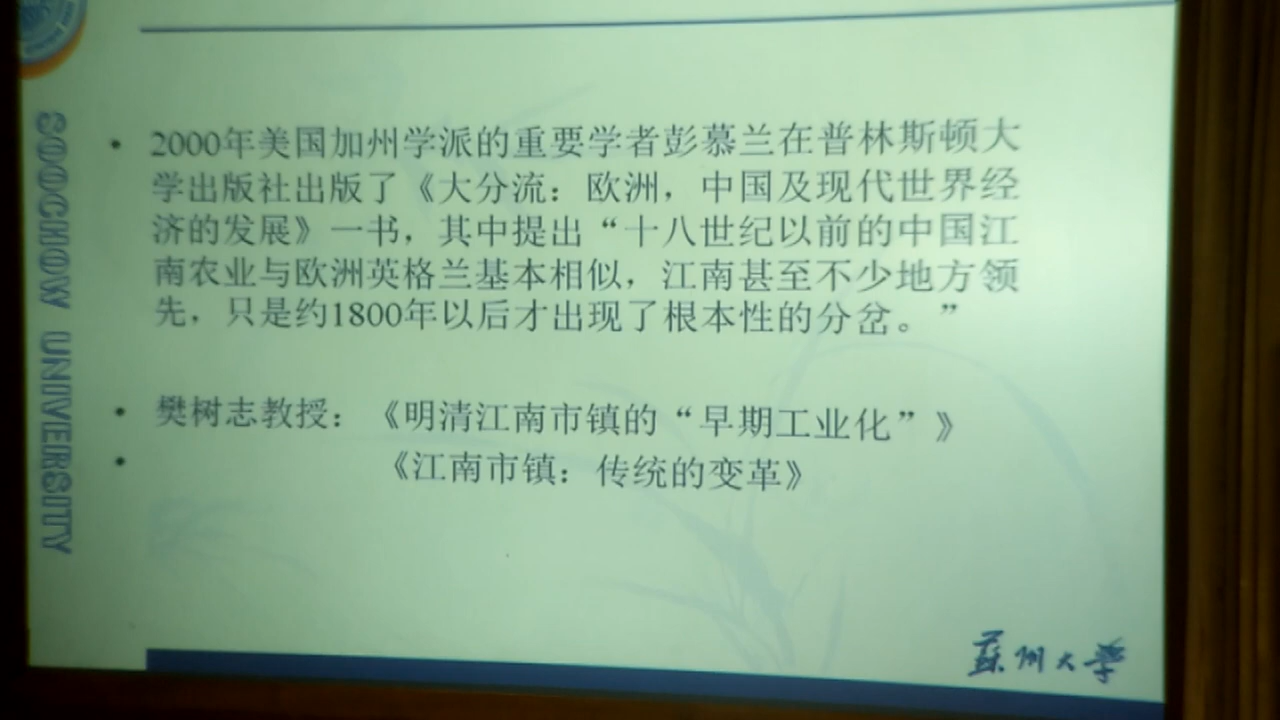 SOOCHOW UNIVERSITY
• 2000年美国加州学派的重要学者彭慕兰在普林斯顿大
学出版社出版了《大分流：欧洲，中国及现代世界经
济的发展》一书，其中提出“十八世纪以前的中国江
南农业与欧洲英格兰基本相似，江南甚至不少地方领
先，只是约1800年以后才出现了根本性的分岔。”
• 樊树志教授：《明清江南市镇的“早期工业化”》
• 《江南市镇：传统的变革》
蘇州大學